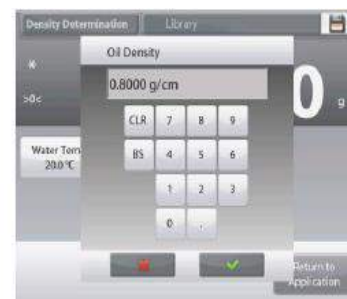 Density Determination Library
Oil Density
0.8000 g/cm
>0<
0 g
CLR 7 8 9
BS 4 5 6
1 2 3
0 .
Water Tem
20.0 °C
Return to
Application